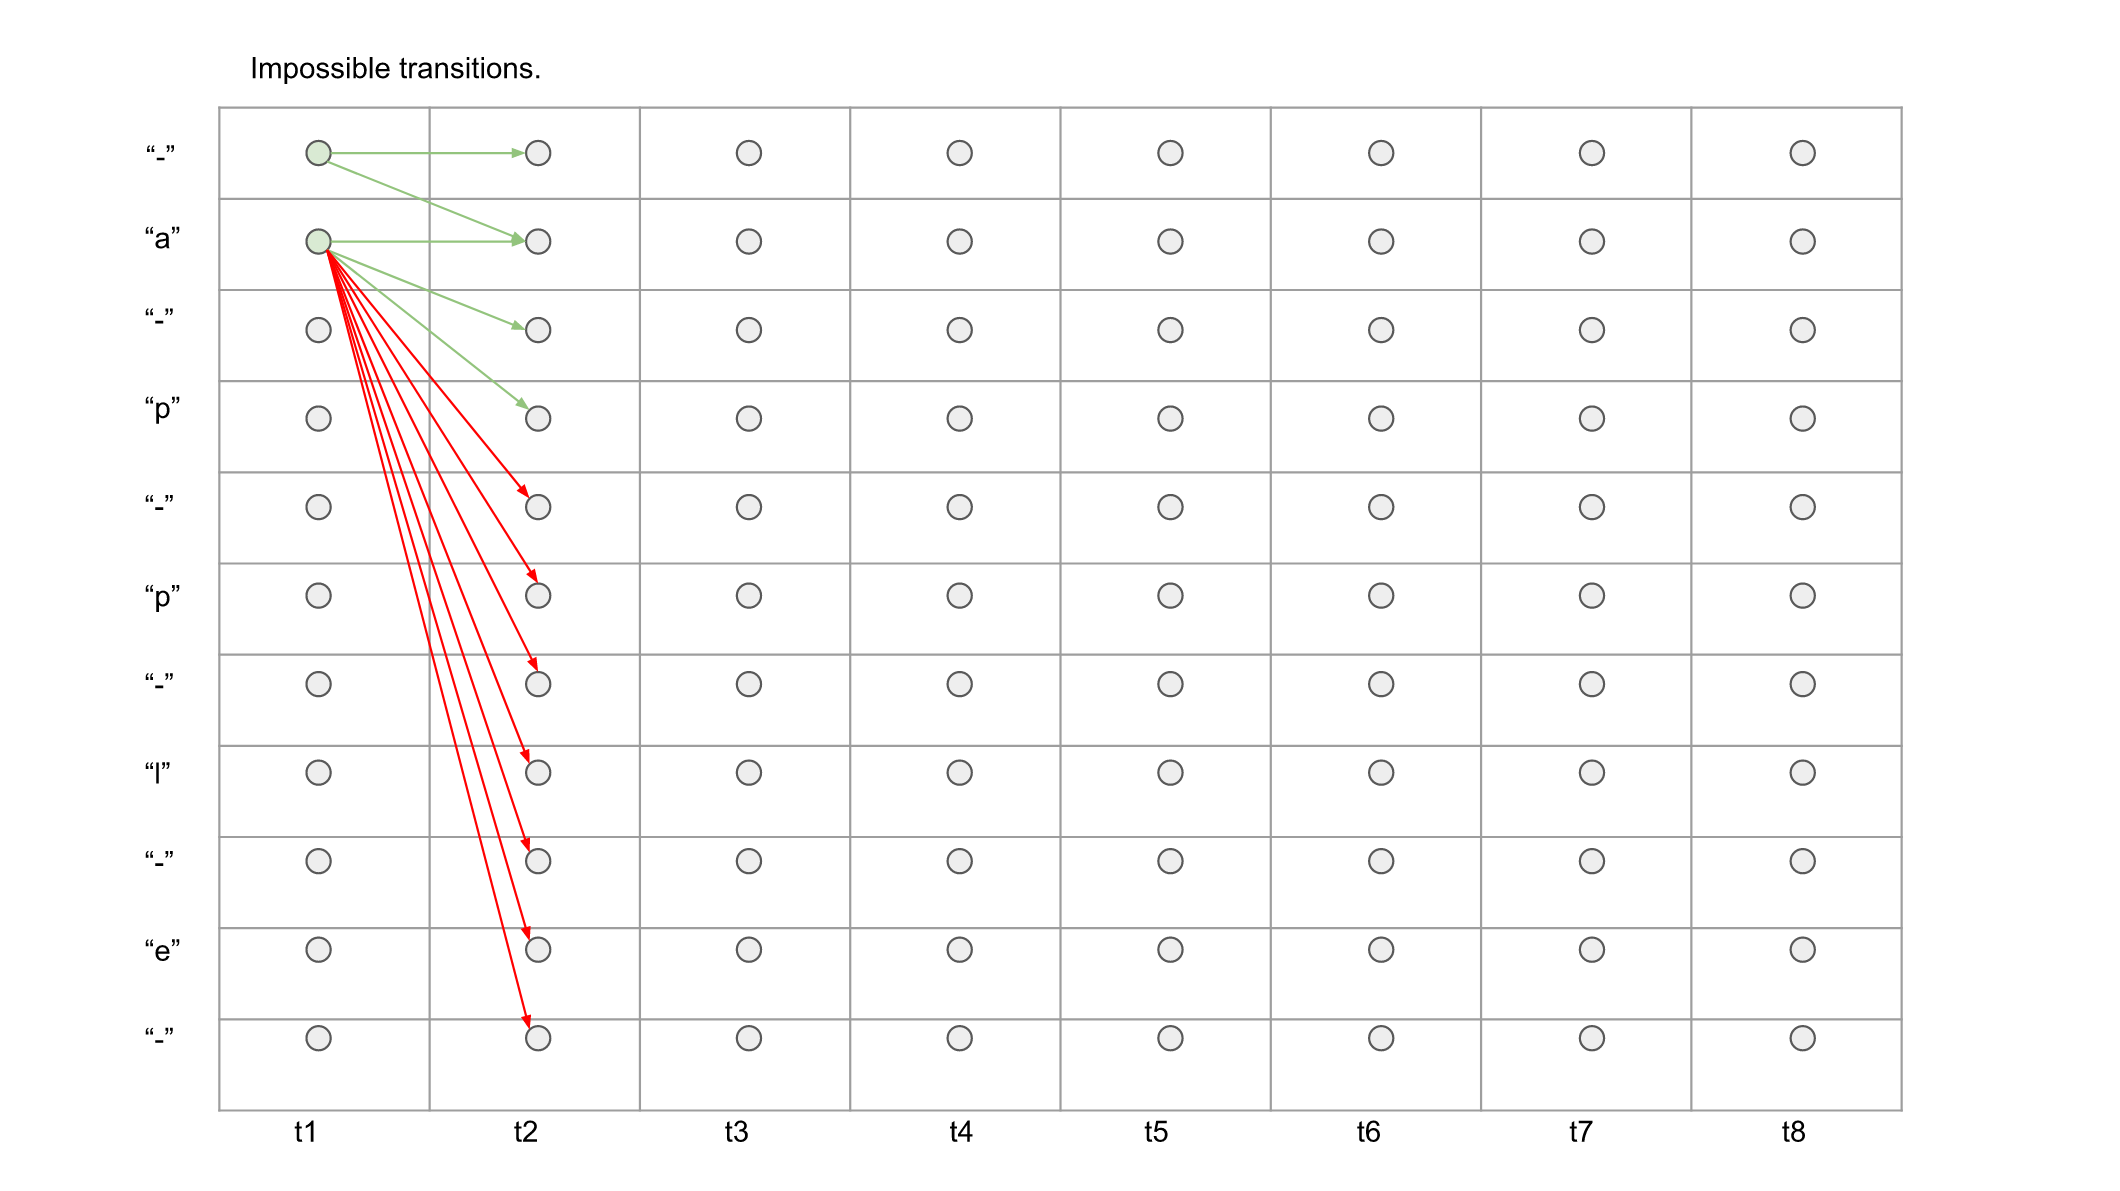 Impossible transitions.
“-”
“a”
“-”
“p”
“-”
“p”
“-”
“l”
“-”
“e”
“-”
t1 t2 t3 t4 t5 t6 t7 t8